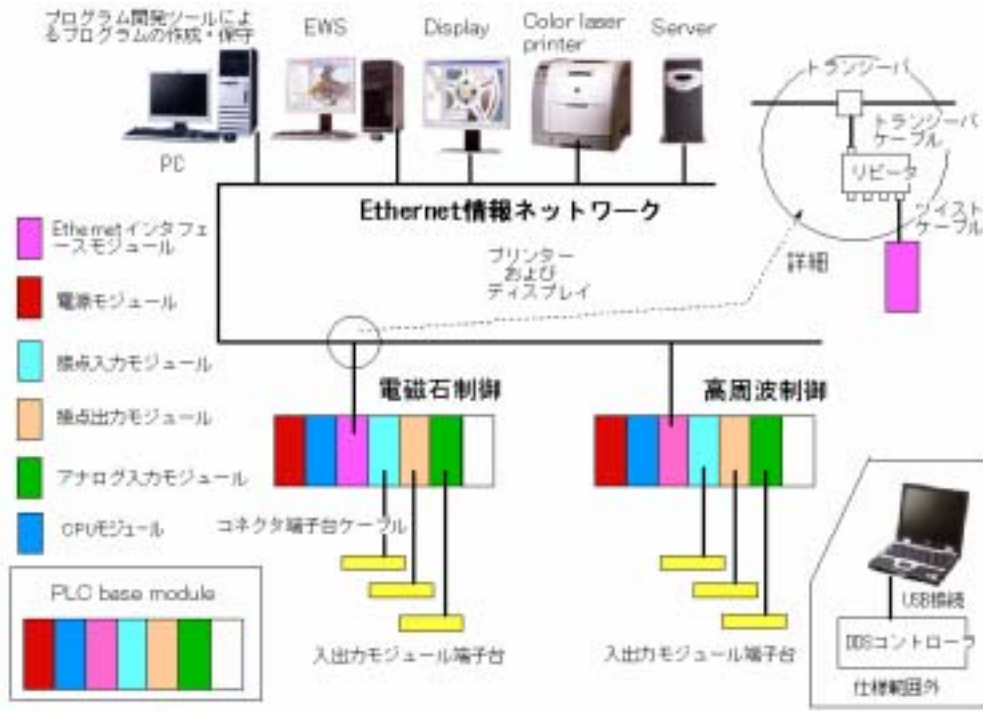 プログラム開発ツールによ
るプログラムの作成・保守
EWS
Display
Color laser
printer
Server
PC
トランシーバ
トランシーバ
ケーブル
リピータ
ツイスト
ケーブル
詳細
Ethernet情報ネットワーク
プリンター
および
ディスプレイ
Ethernetインタフェ
ースモジュール
電源モジュール
接点入力モジュール
接点出力モジュール
アナログ入力モジュール
CPUモジュール
電磁石制御
高周波制御
コネクタ端子台ケーブル
入出力モジュール端子台
入出力モジュール端子台
PLC base module
USB接続
DDSコントローラ
仕様範囲外